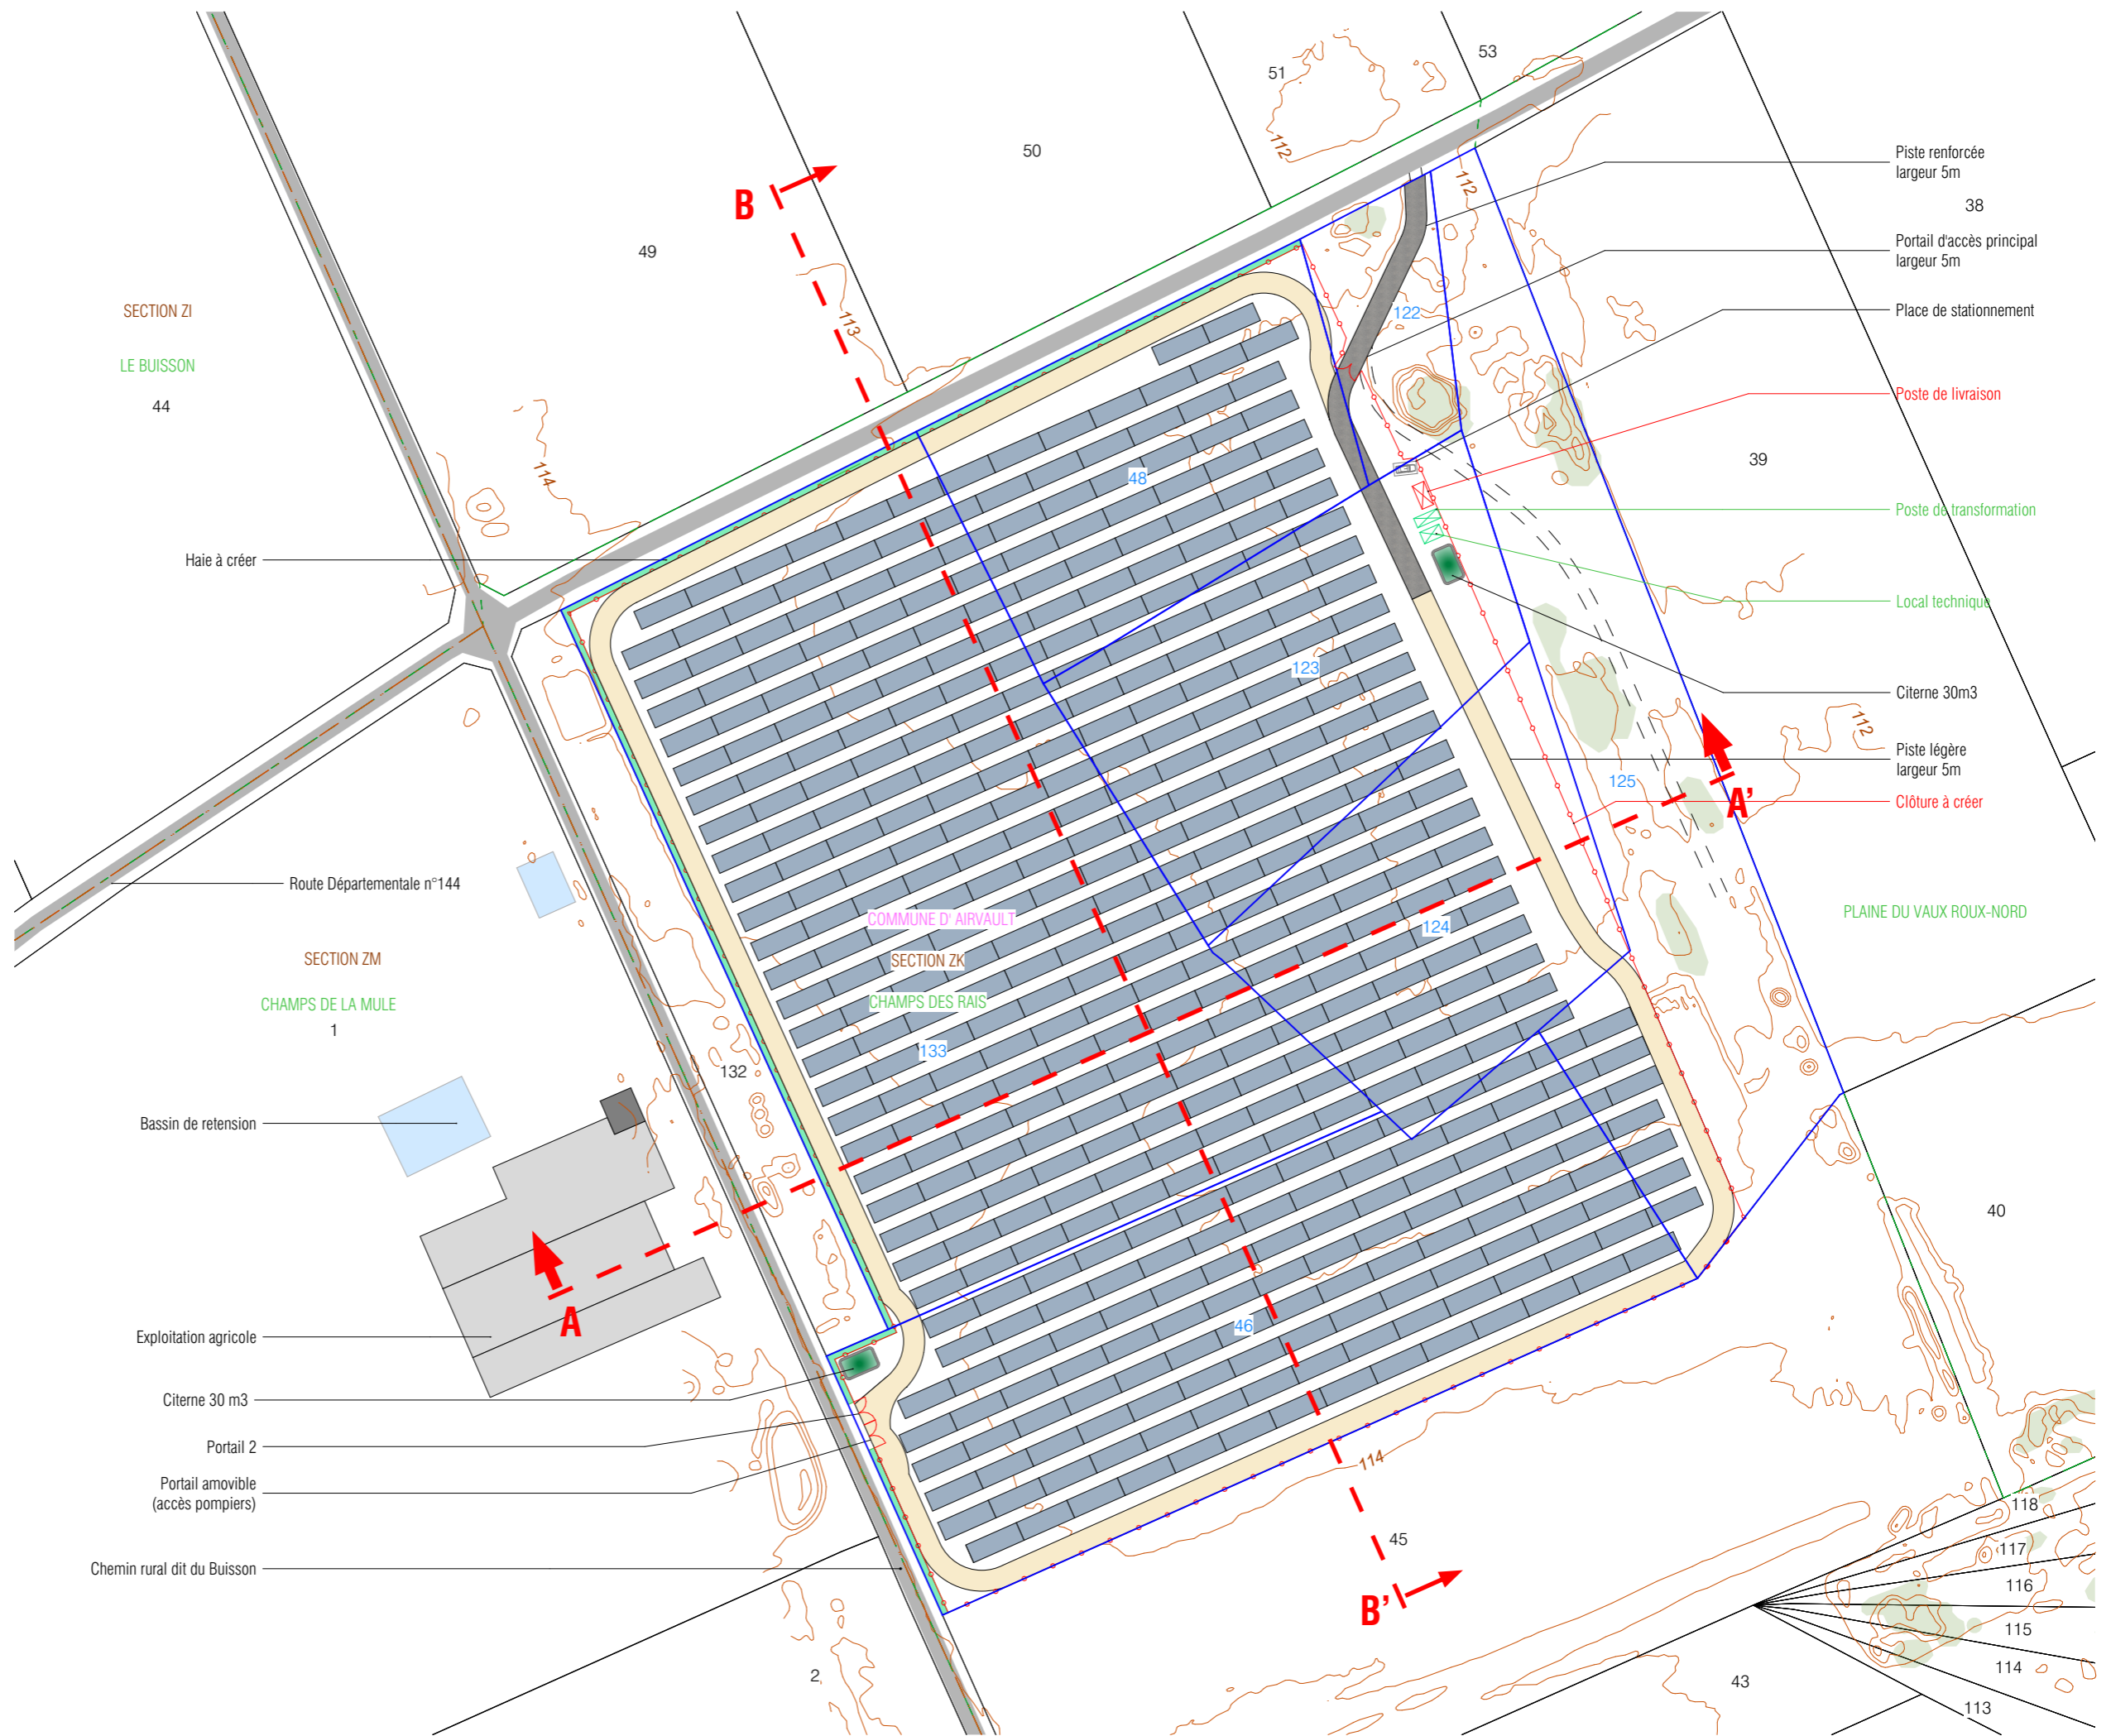 53
51
112
50
Piste renforcée
largeur 5m
112
38
B
49
Portail d'accès principal
largeur 5m
SECTION ZI
113
122
Place de stationnement
LE BUISSON
44
Poste de livraison
114
48
39
Poste de transformation
Haie à créer
Local technique
123
Citerne 30m3
112
Piste légère
largeur 5m
125
A'
Clôture à créer
Route Départementale n°144
COMMUNE D' AIRVAULT
124
PLAINE DU VAUX ROUX-NORD
SECTION ZM
SECTION ZK
CHAMPS DE LA MULE
CHAMPS DES RAIS
1
133
132
Bassin de retension
40
A
46
Exploitation agricole
Citerne 30 m3
Portail 2
114
Portail amovible
(accès pompiers)
118
45
117
Chemin rural dit du Buisson
116
B'
115
114
2
43
113